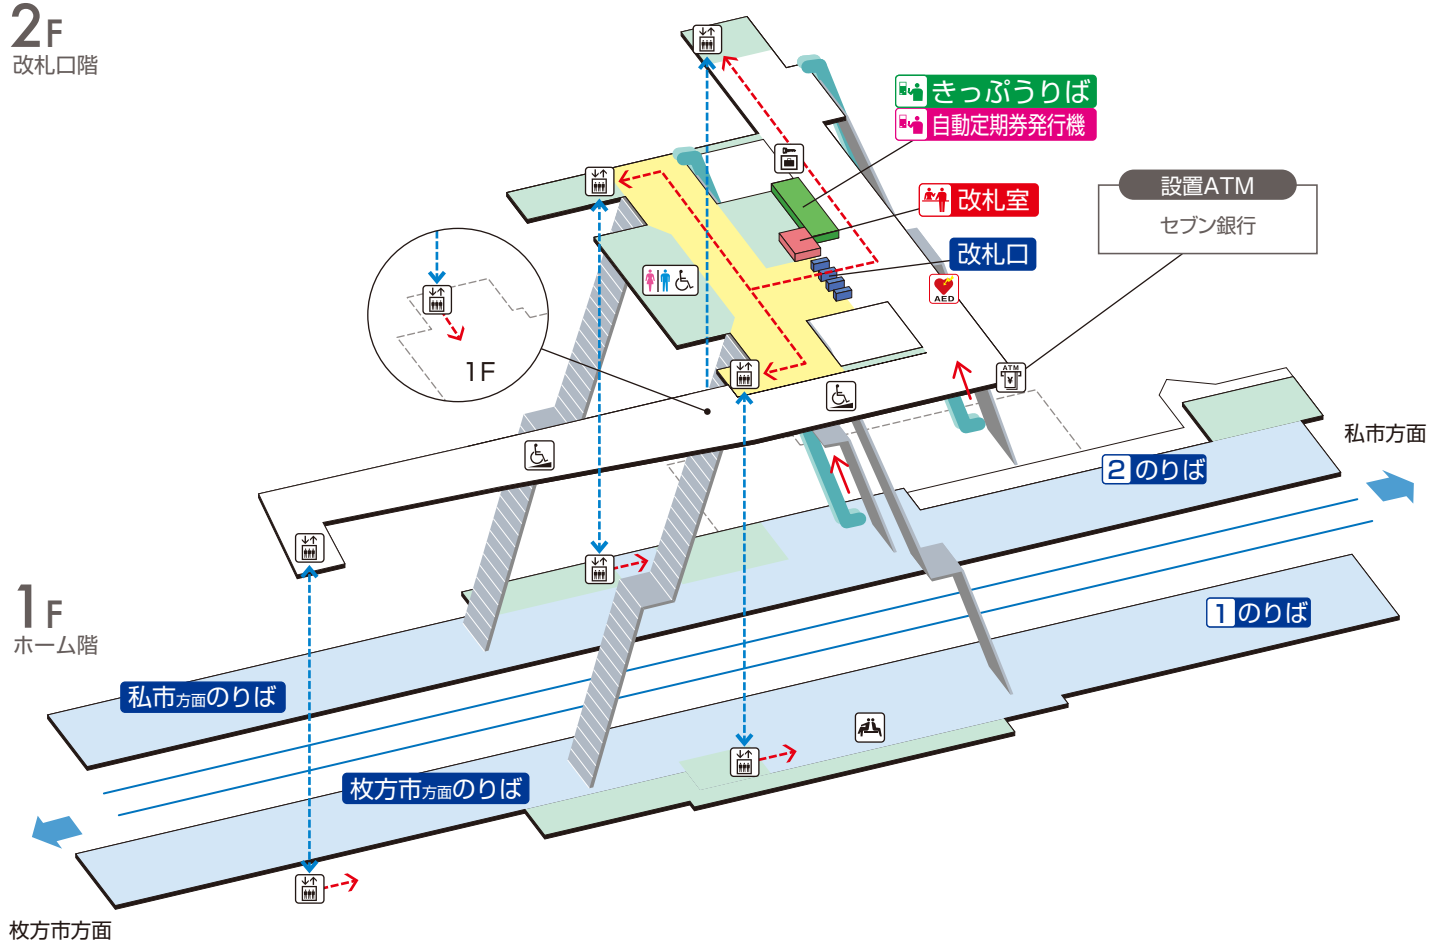 2F
改札口階
きっぷうりば
自動定期券発行機
設置ATM
セブン銀行
改札室
改札口
AED
1F
ATM
¥
私市方面
2のりば
1F
ホーム階
1のりば
私市方面のりば
枚方市方面のりば
枚方市方面